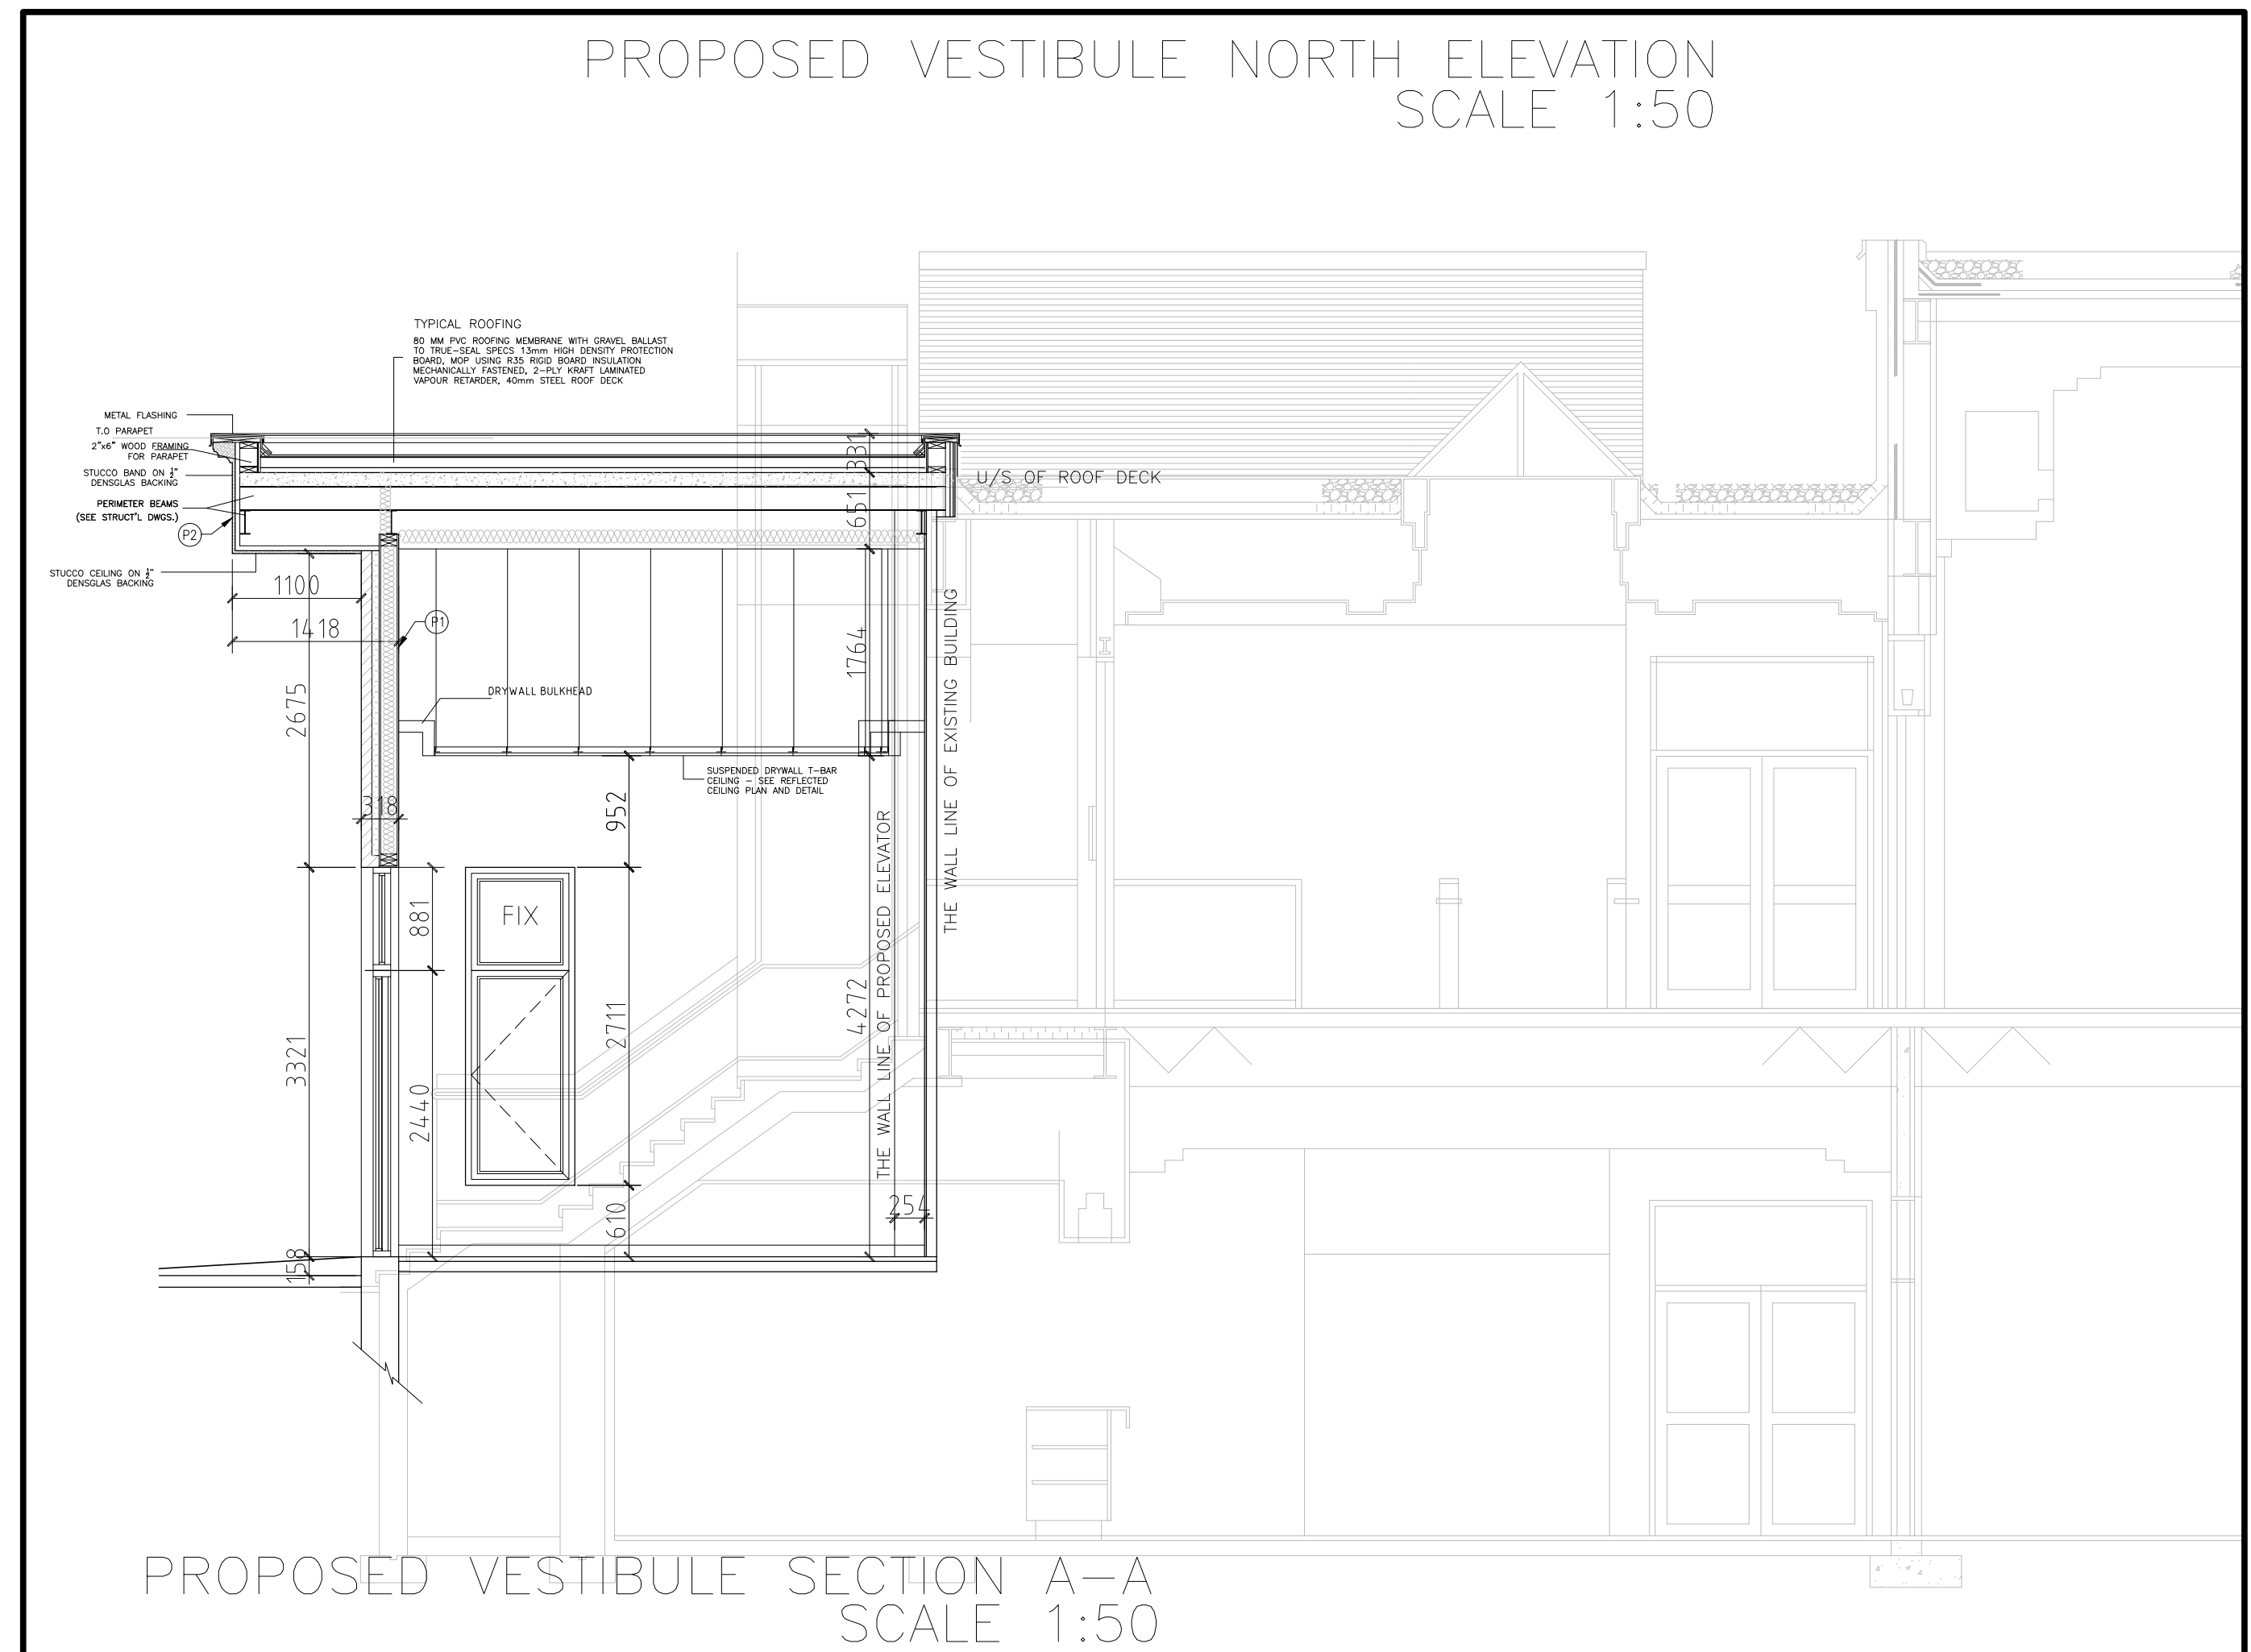 PROPOSED VESTIBULE NORTH ELEVATION
SCALE 1:50
TYPICAL ROOFING
80 MM PVC ROOFING MEMBRANE WITH GRAVEL BALLAST
TO TRUE-SEAL SPECS 13mm HIGH DENSITY PROTECTION
BOARD, MOP USING R35 RIGID BOARD INSULATION
MECHANICALLY FASTENED, 2-PLY KRAFT LAMINATED
VAPOUR RETARDER, 40mm STEEL ROOF DECK
METAL FLASHING
T.O PARAPET
2"x6" WOOD FRAMING
FOR PARAPET
STUCCO BAND ON ½"
DENSGLAS BACKING
PERIMETER BEAMS
(SEE STRUCT'L DWGS.)
P2
STUCCO CEILING ON ½"
DENSGLAS BACKING
331
U/S OF ROOF DECK
651
1100
1418
P1
1764
2675
DRYWALL BULKHEAD
SUSPENDED DRYWALL T-BAR
CEILING - SEE REFLECTED
CEILING PLAN AND DETAIL
THE WALL LINE OF EXISTING BUILDING
318
952
881
FIX
THE WALL LINE OF PROPOSED ELEVATOR
4272
2711
3321
2440
610
254
158
PROPOSED VESTIBULE SECTION A-A
SCALE 1:50